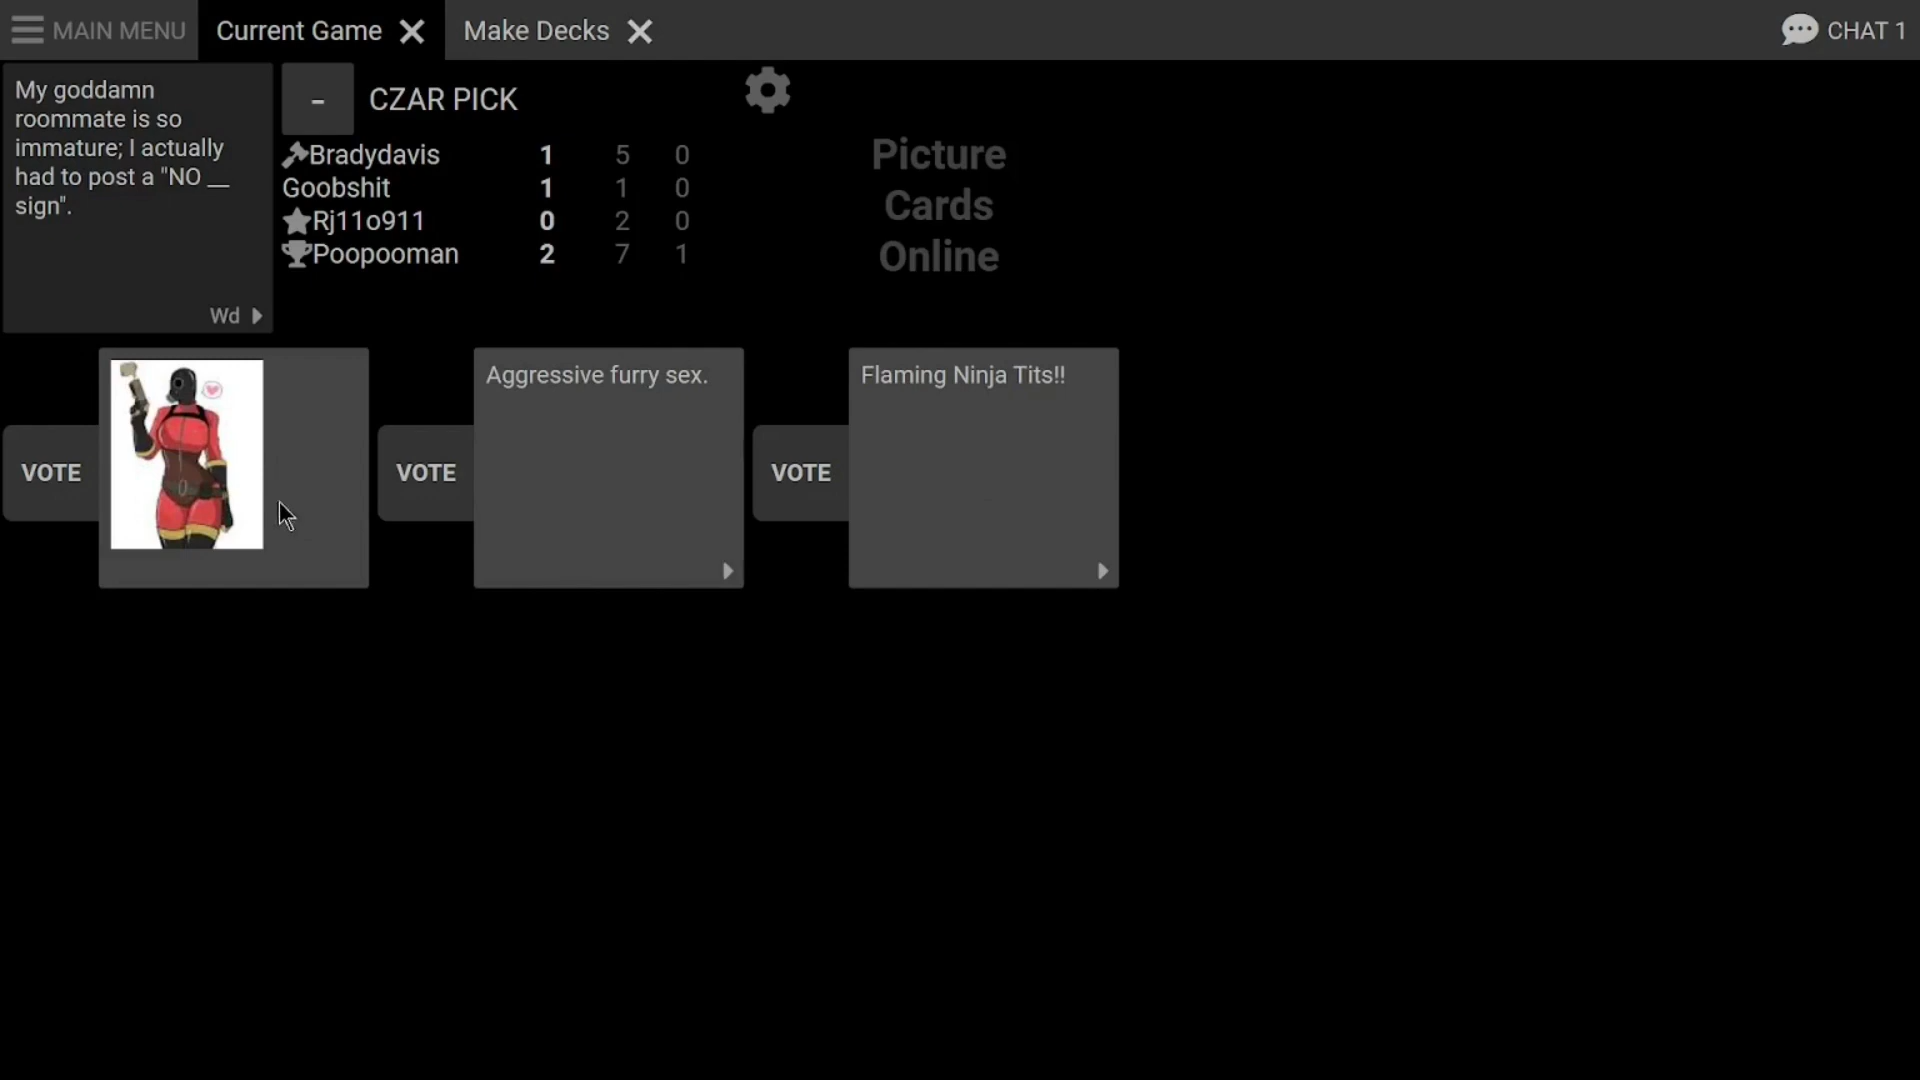 MAIN MENU
Current Game
Make Decks
CHAT 1
My goddamn
roommate is so
immature; I actually
had to post a "NO __
sign".
Wd
-
CZAR PICK
Bradydavis 1 5 0
Goobshit 1 1 0
Rj11o911 0 2 0
Poopooman 2 7 1
Picture
Cards
Online
VOTE
VOTE
Aggressive furry sex.
VOTE
Flaming Ninja Tits!!